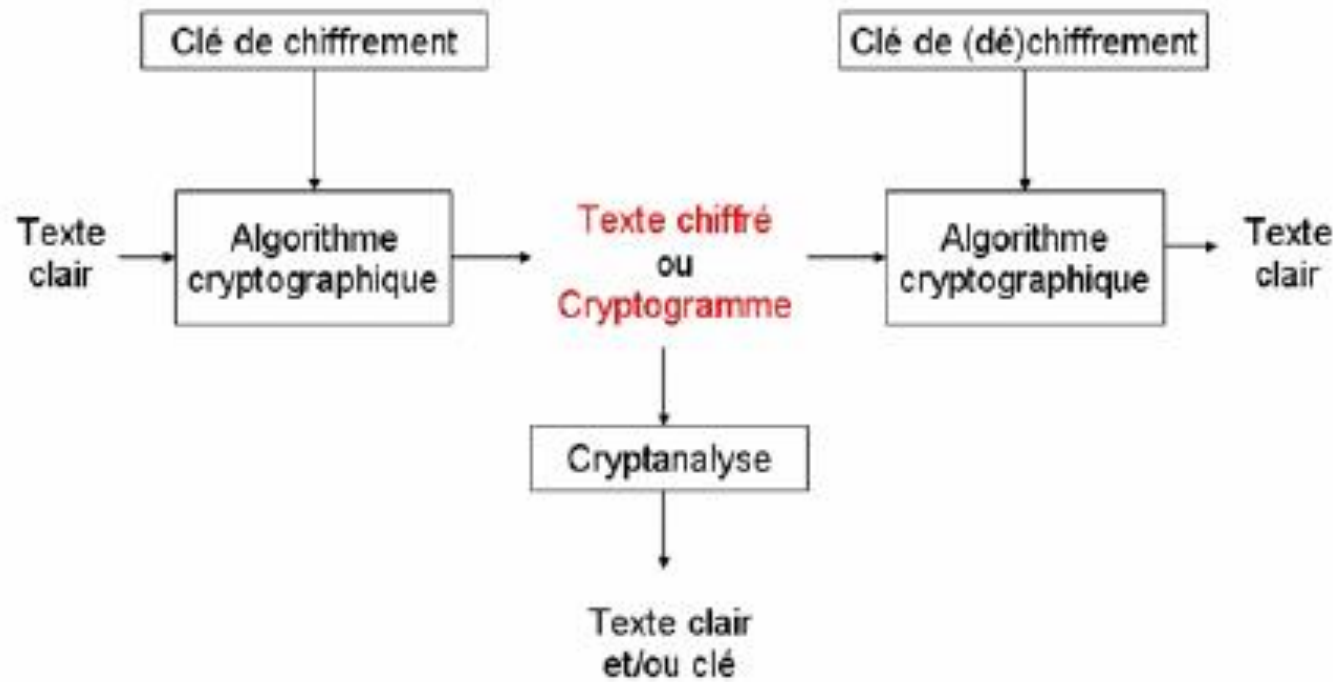 Clé de chiffrement
Clé de (dé)chiffrement
Texte
clair
Algorithme
cryptographique
Texte chiffré
ou
Cryptogramme
Algorithme
cryptographique
Texte
clair
Cryptanalyse
Texte clair
et/ou clé